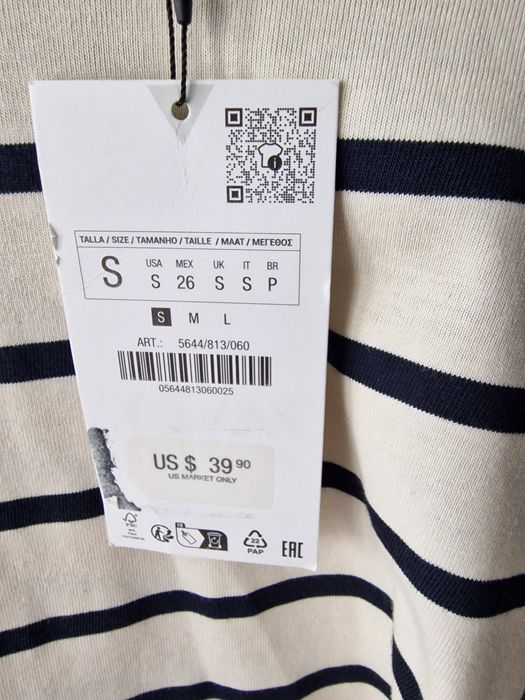 TALLA / SIZE / TAMANHO / TAILLE / MAAT / ΜΕΓΕΘΟΣ
S
USA MEX UK IT BR
S 26 S S P
S M L
ART.: 5644/813/060
05644813060025
US $ 39 90
US MARKET ONLY
FSC
22
PAP
EAC